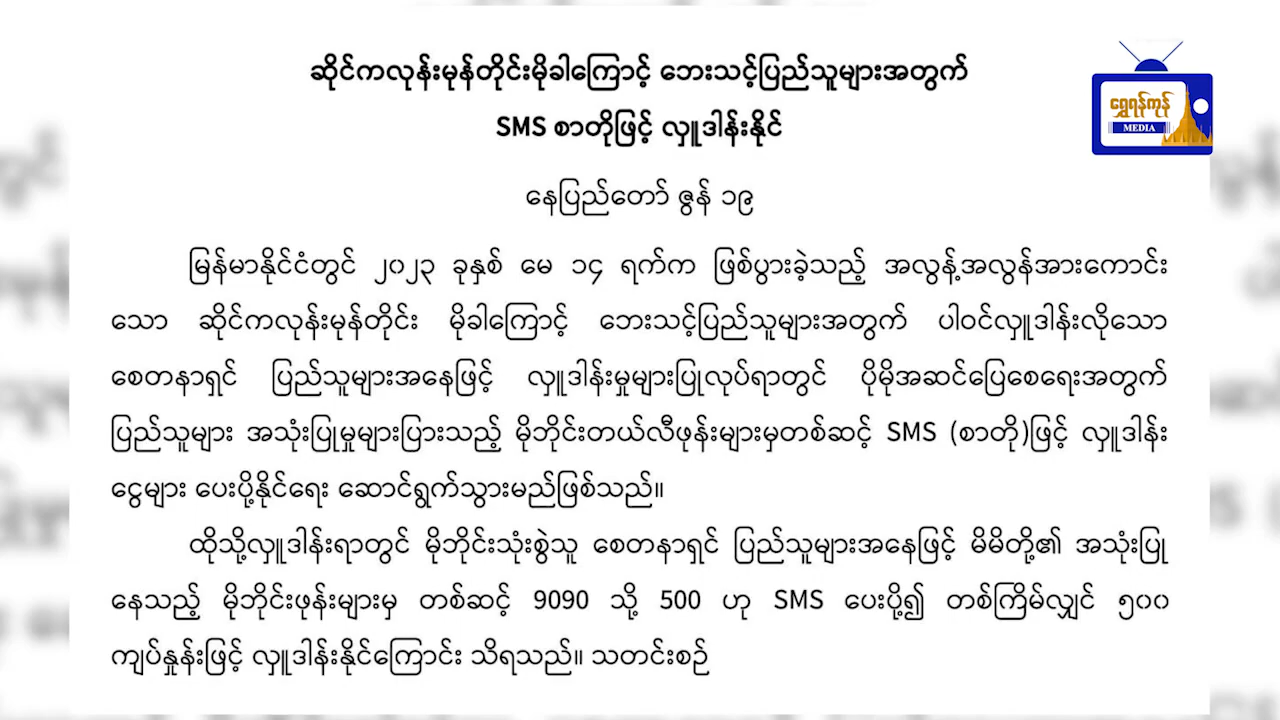 ဆိုင်ကလုန်းမုန်တိုင်းမိုခါကြောင့် ဘေးသင့်ပြည်သူများအတွက်
SMS စာတိုဖြင့် လှူဒါန်းနိုင်
ရွှေရန်ကုန်
MEDIA
နေပြည်တော် ဇွန် ၁၉
မြန်မာနိုင်ငံတွင် ၂၀၂၃ ခုနှစ် မေ ၁၄ ရက်က ဖြစ်ပွားခဲ့သည့် အလွန့်အလွန်အားကောင်း
သော ဆိုင်ကလုန်းမုန်တိုင်း မိုခါကြောင့် ဘေးသင့်ပြည်သူများအတွက် ပါဝင်လှူဒါန်းလိုသော
စေတနာရှင် ပြည်သူများအနေဖြင့် လှူဒါန်းမှုများပြုလုပ်ရာတွင် ပိုမိုအဆင်ပြေစေရေးအတွက်
ပြည်သူများ အသုံးပြုမှုများပြားသည့် မိုဘိုင်းတယ်လီဖုန်းများမှတစ်ဆင့် SMS (စာတို)ဖြင့် လှူဒါန်း
ငွေများ ပေးပို့နိုင်ရေး ဆောင်ရွက်သွားမည်ဖြစ်သည်။
ထိုသို့လှူဒါန်းရာတွင် မိုဘိုင်းသုံးစွဲသူ စေတနာရှင် ပြည်သူများအနေဖြင့် မိမိတို့၏ အသုံးပြု
နေသည့် မိုဘိုင်းဖုန်းများမှ တစ်ဆင့် 9090 သို့ 500 ဟု SMS ပေးပို့၍ တစ်ကြိမ်လျှင် ၅၀၀
ကျပ်နှုန်းဖြင့် လှူဒါန်းနိုင်ကြောင်း သိရသည်။ သတင်းစဉ်